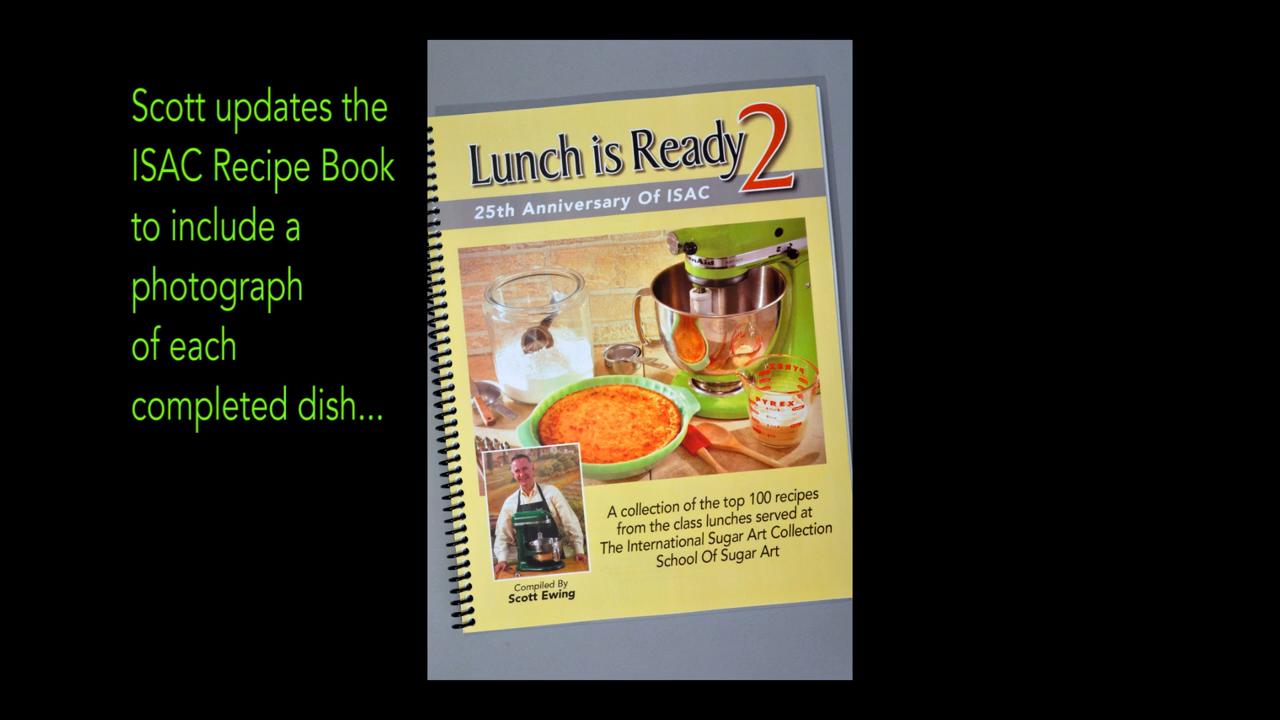 Scott updates the
ISAC Recipe Book
to include a
photograph
of each
completed dish...
Lunch is Ready 2
25th Anniversary Of ISAC
PYREX
A collection of the top 100 recipes
from the class lunches served at
The International Sugar Art Collection
School Of Sugar Art
Compiled By
Scott Ewing